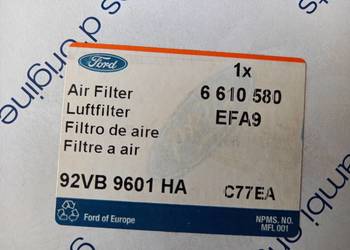 d'origine
Ford
1x
Air Filter 6 610 580
Luftfilter EFA9
Filtro de aire
Filtre a air
92VB 9601 HA C77EA
Ford of Europe
NPMS. NO.
MFL 001